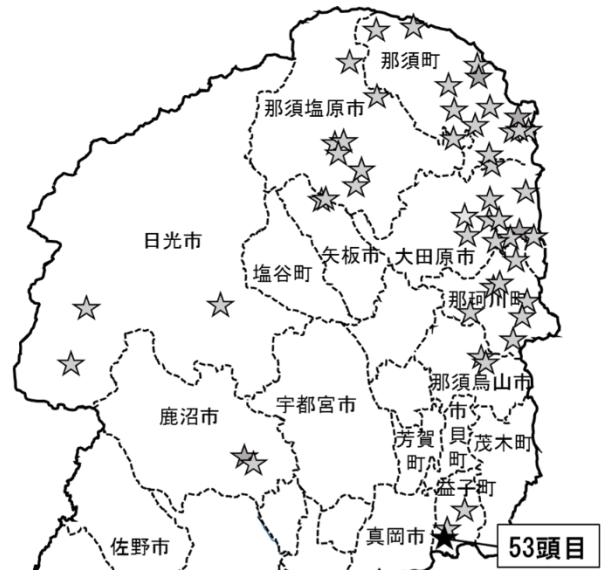 那須町
那須塩原市
日光市
矢板市
大田原市
塩谷町
那珂川町
那須烏山市
宇都宮市
鹿沼市
市貝町
芳賀町
茂木町
益子町
真岡市
佐野市
53頭目